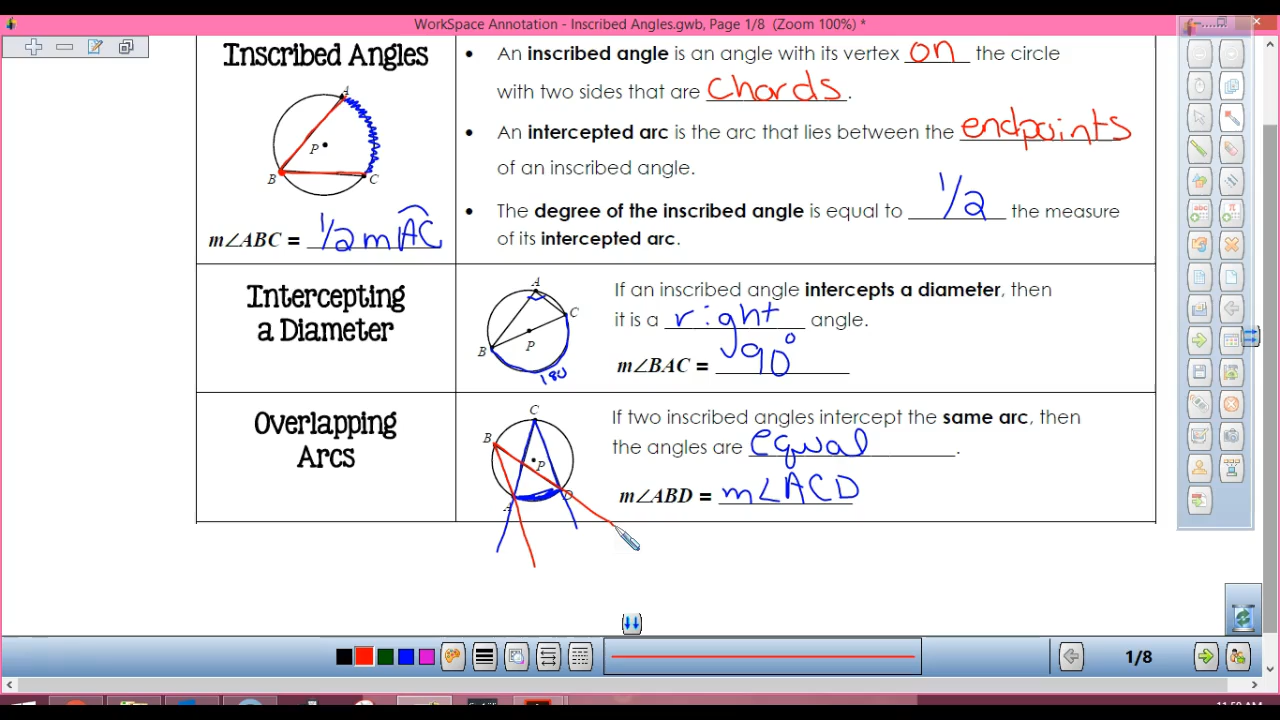 WorkSpace Annotation - Inscribed Angles.gwb, Page 1/8 (Zoom 100%) *
Inscribed Angles
A
P
B
C
m∠ABC = 1/2 m AC
• An inscribed angle is an angle with its vertex on the circle
with two sides that are chords.
• An intercepted arc is the arc that lies between the endpoints
of an inscribed angle.
• The degree of the inscribed angle is equal to 1/2 the measure
of its intercepted arc.
Intercepting
a Diameter
A
C
P
B
180
If an inscribed angle intercepts a diameter, then
it is a right angle.
m∠BAC = 90°
Overlapping
Arcs
C
B
P
D
A
If two inscribed angles intercept the same arc, then
the angles are equal.
m∠ABD = m∠ACD
ABC
1/8